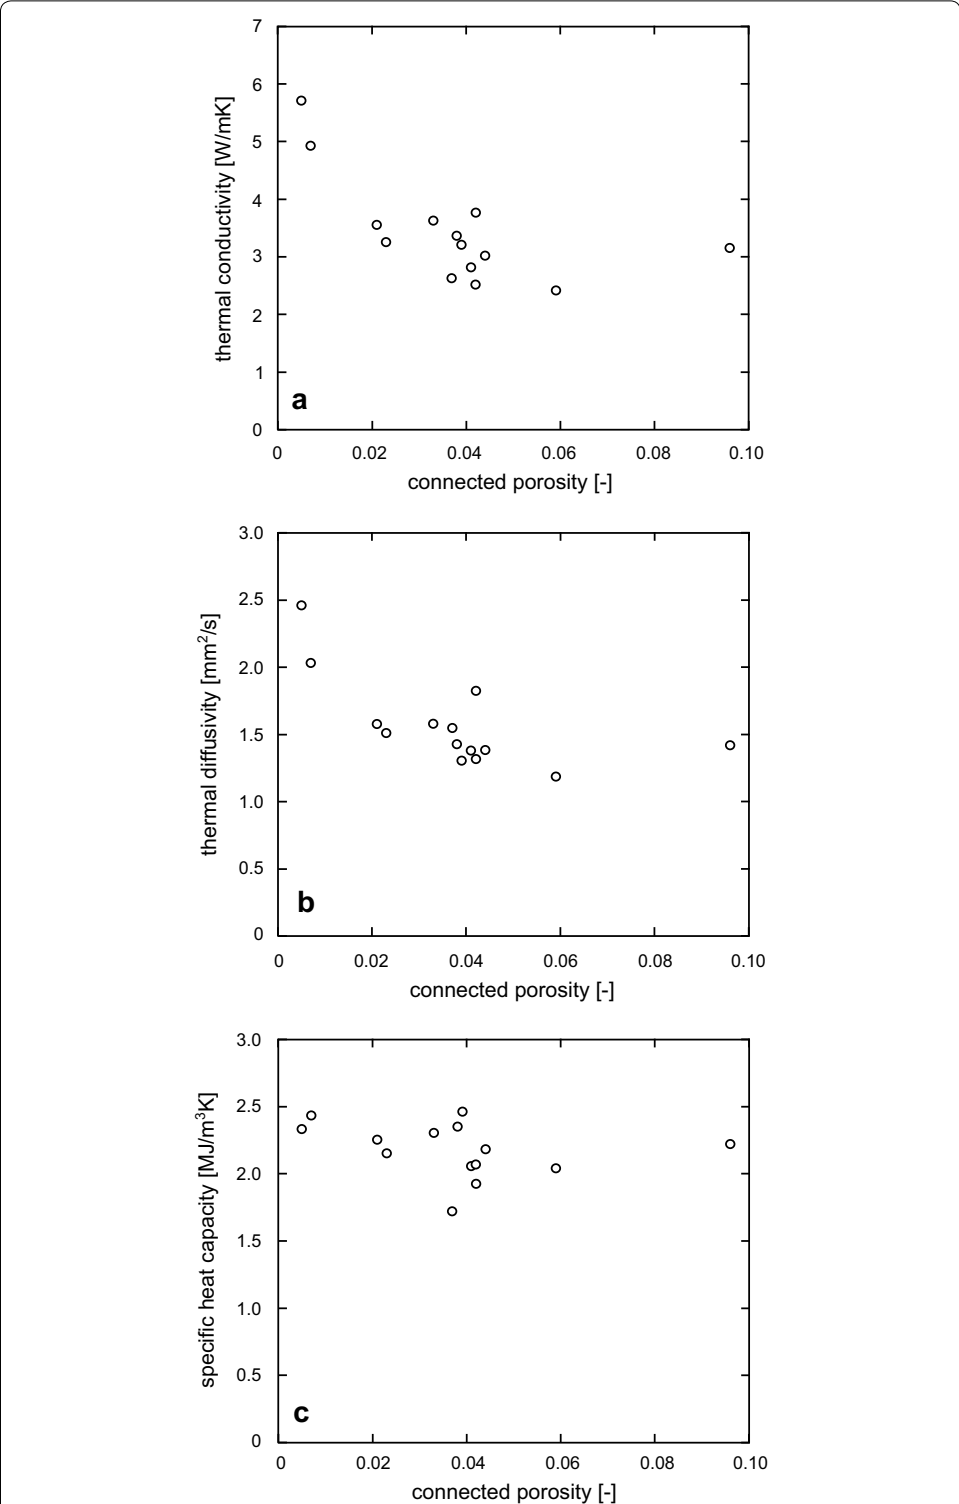 7
6
5
4
3
2
1
0
thermal conductivity [W/mK]
a
0 0.02 0.04 0.06 0.08 0.10
connected porosity [-]
3.0
2.5
2.0
1.5
1.0
0.5
0
thermal diffusivity [mm²/s]
b
0 0.02 0.04 0.06 0.08 0.10
connected porosity [-]
3.0
2.5
2.0
1.5
1.0
0.5
0
specific heat capacity [MJ/m³K]
c
0 0.02 0.04 0.06 0.08 0.10
connected porosity [-]